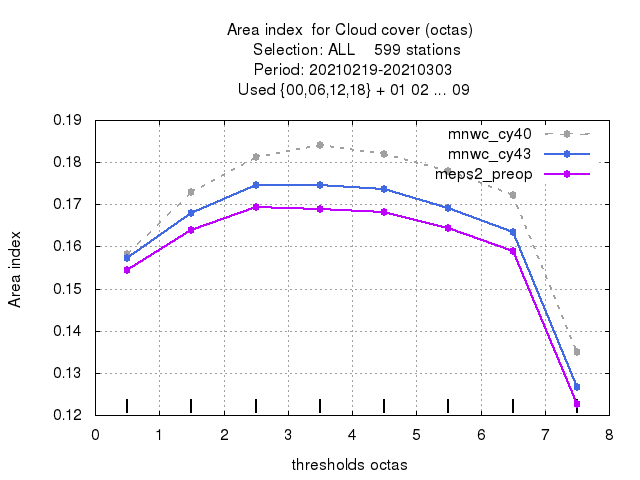 Area index  for Cloud cover (octas)
Selection: ALL    599 stations
Period: 20210219-20210303
Used {00,06,12,18} + 01 02 ... 09
mnwc_cy40
mnwc_cy43
meps2_preop
Area index
0.19
0.18
0.17
0.16
0.15
0.14
0.13
0.12
0 1 2 3 4 5 6 7 8
thresholds octas